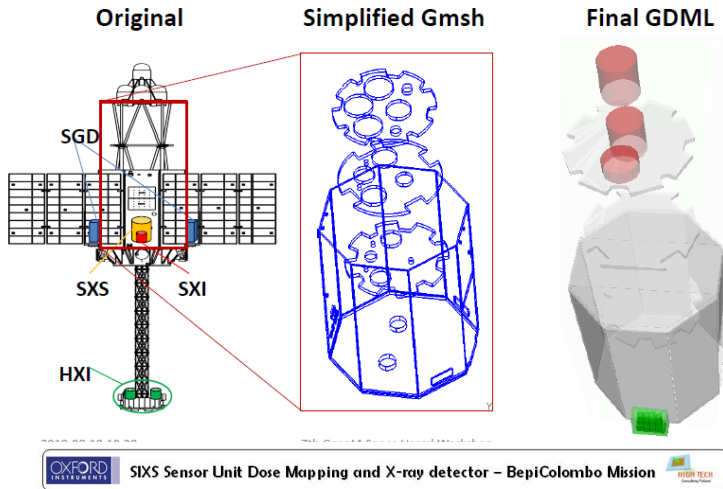 Original
Simplified Gmsh
Final GDML
SGD
SXS
SXI
HXI
Y
OXFORD
INSTRUMENTS
SIXS Sensor Unit Dose Mapping and X-ray detector – BepiColombo Mission
HIGH TECH